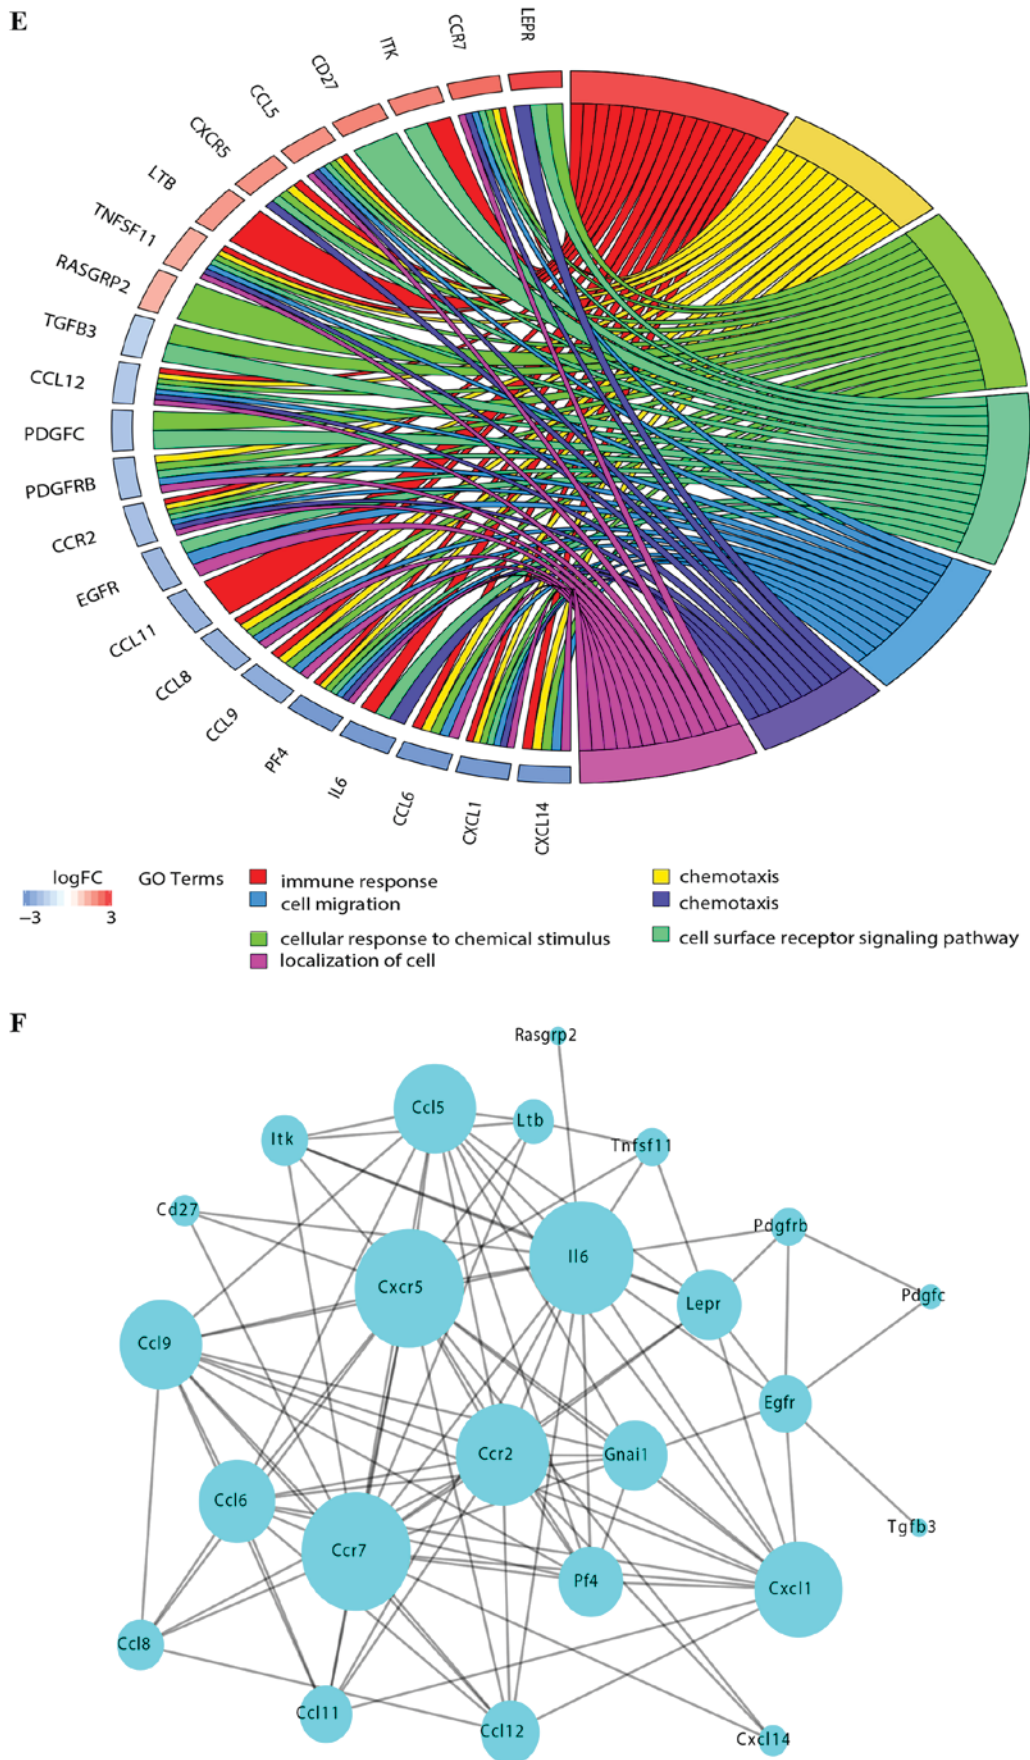 E
LEPR
CCR7
ITK
CD27
CCL5
CXCR5
LTB
TNFSF11
RASGRP2
TGFB3
CCL12
PDGFC
PDGFRB
CCR2
EGFR
CCL11
CCL8
CCL9
PF4
IL6
CCL6
CXCL1
CXCL14
logFC
−3 3
GO Terms
immune response
cell migration
cellular response to chemical stimulus
localization of cell
chemotaxis
chemotaxis
cell surface receptor signaling pathway
F
Rasgrp2
Ccl5
Ltb
Itk
Tnfsf11
Cd27
Pdgfrb
Il6
Cxcr5
Pdgfc
Lepr
Ccl9
Egfr
Ccr2
Gnai1
Ccl6
Tgfb3
Ccr7
Pf4
Cxcl1
Ccl8
Ccl11
Ccl12
Cxcl14